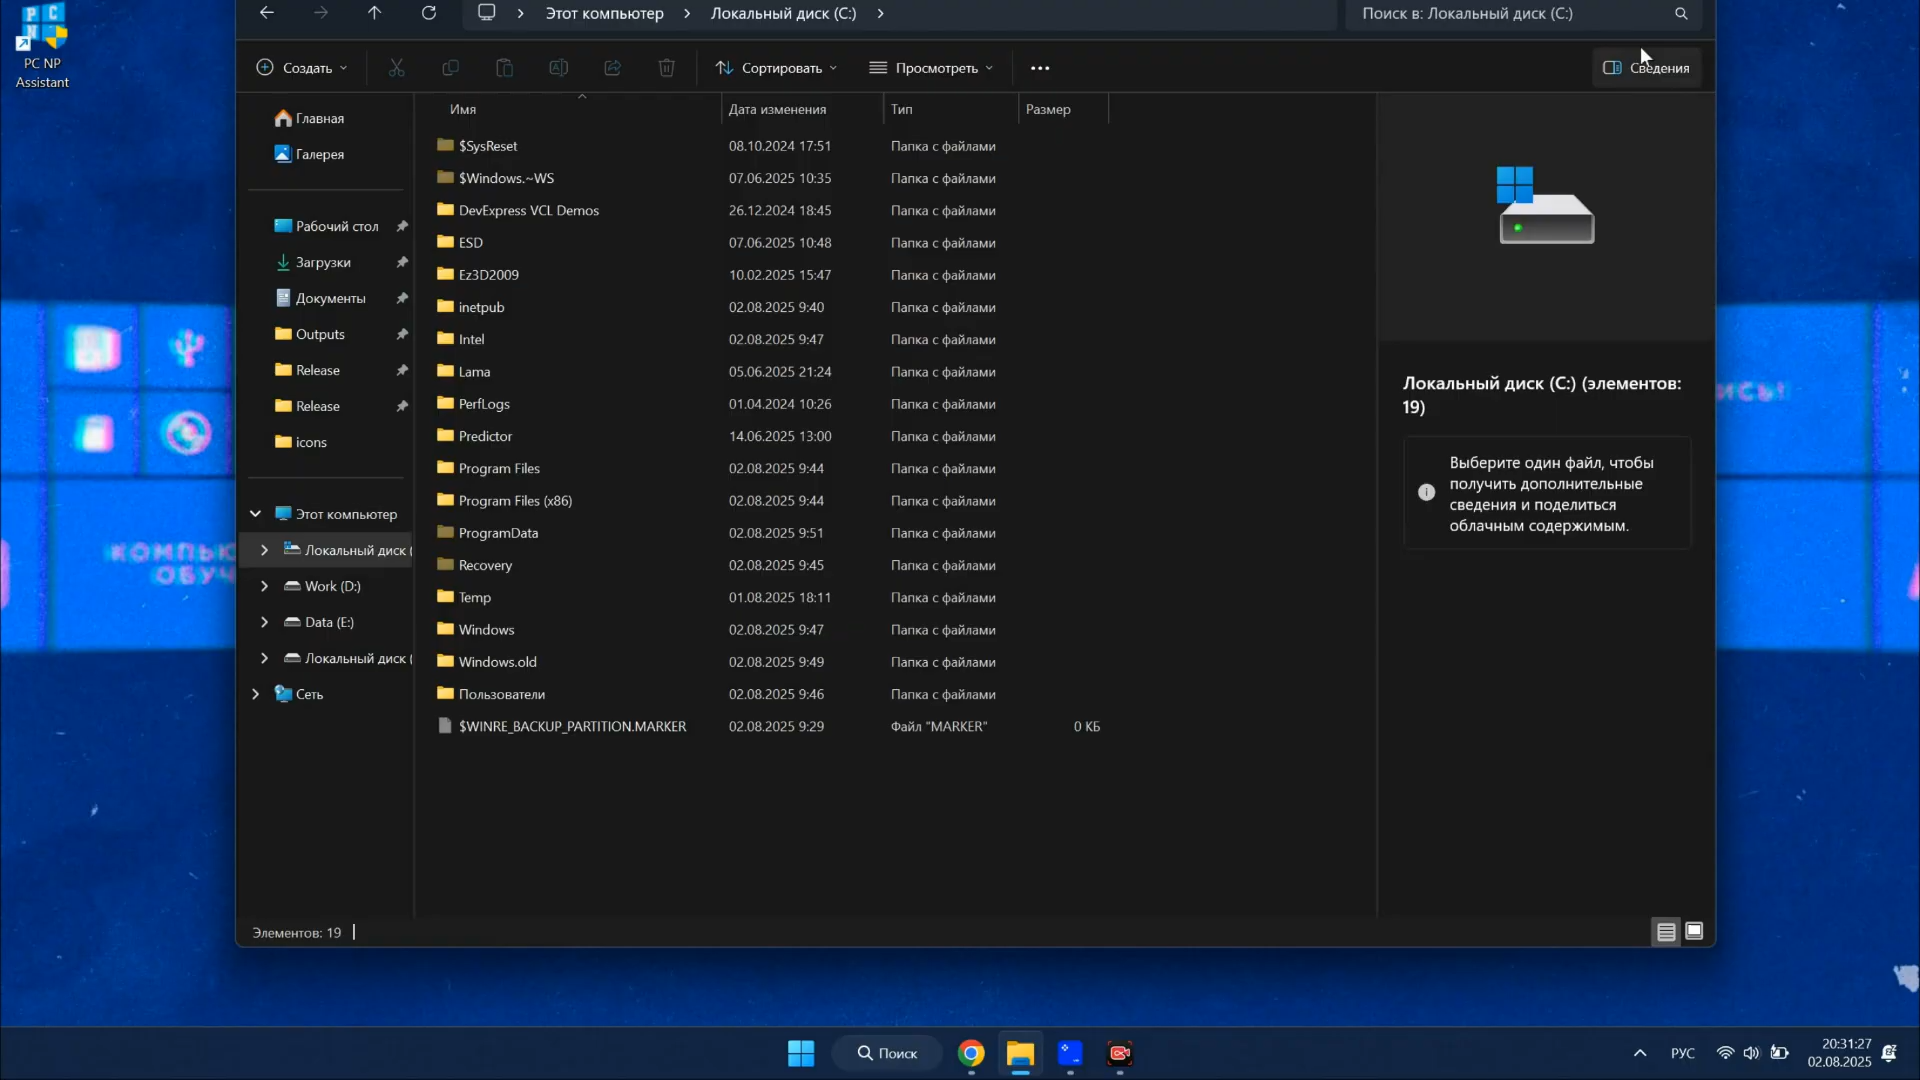 PC NP
Assistant
Этот компьютер
Локальный диск (C:)
Поиск в: Локальный диск (C:)
Создать
Сортировать
Просмотреть
Сведения
Главная
Галерея
Рабочий стол
Загрузки
Документы
Outputs
Release
Release
icons
Этот компьютер
Локальный диск (
Work (D:)
Data (E:)
Локальный диск (
Сеть
Имя Дата изменения Тип Размер
$SysReset 08.10.2024 17:51 Папка с файлами
$Windows.~WS 07.06.2025 10:35 Папка с файлами
DevExpress VCL Demos 26.12.2024 18:45 Папка с файлами
ESD 07.06.2025 10:48 Папка с файлами
Ez3D2009 10.02.2025 15:47 Папка с файлами
inetpub 02.08.2025 9:40 Папка с файлами
Intel 02.08.2025 9:47 Папка с файлами
Lama 05.06.2025 21:24 Папка с файлами
PerfLogs 01.04.2024 10:26 Папка с файлами
Predictor 14.06.2025 13:00 Папка с файлами
Program Files 02.08.2025 9:44 Папка с файлами
Program Files (x86) 02.08.2025 9:44 Папка с файлами
ProgramData 02.08.2025 9:51 Папка с файлами
Recovery 02.08.2025 9:45 Папка с файлами
Temp 01.08.2025 18:11 Папка с файлами
Windows 02.08.2025 9:47 Папка с файлами
Windows.old 02.08.2025 9:49 Папка с файлами
Пользователи 02.08.2025 9:46 Папка с файлами
$WINRE_BACKUP_PARTITION.MARKER 02.08.2025 9:29 Файл "MARKER" 0 КБ
Локальный диск (C:) (элементов:
19)
Выберите один файл, чтобы
получить дополнительные
сведения и поделиться
облачным содержимым.
КОМПЬЮ
ОБУЧ
Элементов: 19
Поиск
РУС
20:31:27
02.08.2025